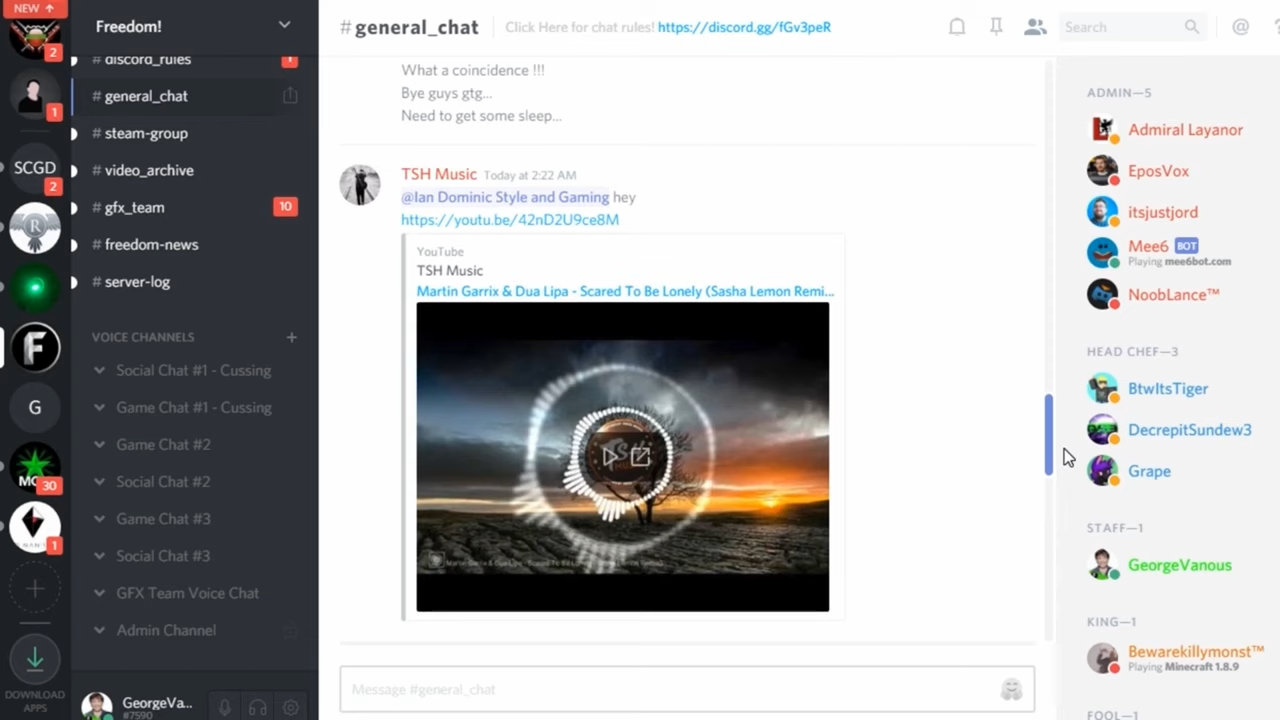 NEW ↑
2
1
SCGD
2
R
F
G
30
1
DOWNLOAD
APPS
Freedom!
# discord_rules
1
# general_chat
# steam-group
# video_archive
# gfx_team
10
# freedom-news
# server-log
VOICE CHANNELS
Social Chat #1 - Cussing
Game Chat #1 - Cussing
Game Chat #2
Social Chat #2
Game Chat #3
Social Chat #3
GFX Team Voice Chat
Admin Channel
GeorgeVa...
#7590
# general_chat
Click Here for chat rules! https://discord.gg/fGv3peR
Search
@
?
What a coincidence !!!
Bye guys gtg...
Need to get some sleep...
TSH Music Today at 2:22 AM
@Ian Dominic Style and Gaming hey
https://youtu.be/42nD2U9ce8M
YouTube
TSH Music
Martin Garrix & Dua Lipa - Scared To Be Lonely (Sasha Lemon Remi...
Message #general_chat
ADMIN—5
Admiral Layanor
EposVox
itsjustjord
Mee6 BOT
Playing mee6bot.com
NoobLance™
HEAD CHEF—3
BtwItsTiger
DecrepitSundew3
Grape
STAFF—1
GeorgeVanous
KING—1
Bewarekillymonst™
Playing Minecraft 1.8.9
FOOL—1